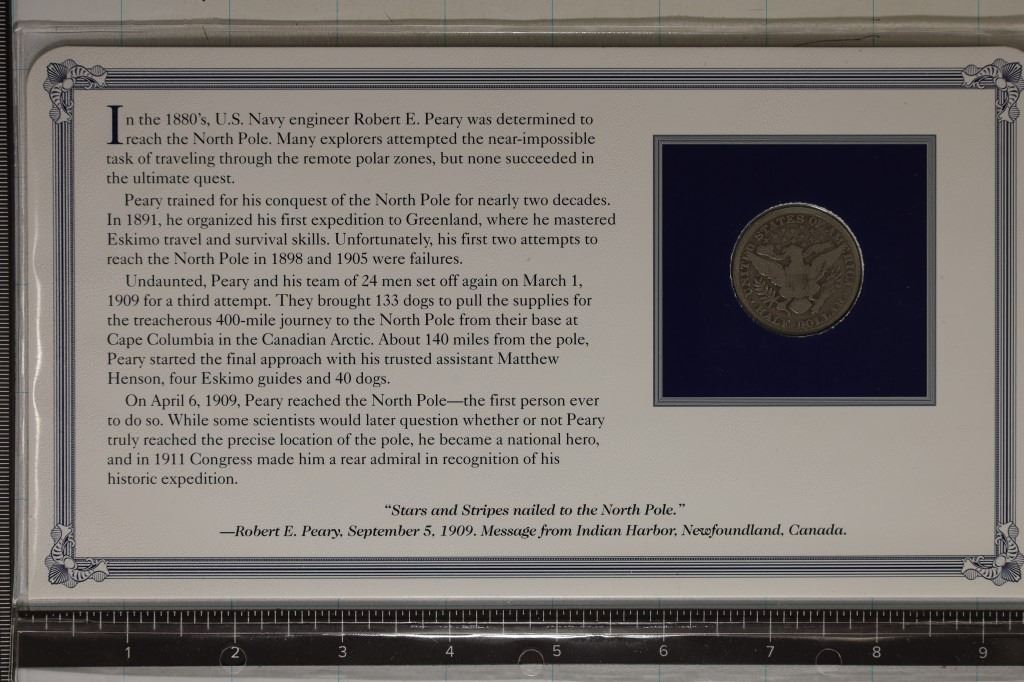 In the 1880's, U.S. Navy engineer Robert E. Peary was determined to
reach the North Pole. Many explorers attempted the near-impossible
task of traveling through the remote polar zones, but none succeeded in
the ultimate quest.
Peary trained for his conquest of the North Pole for nearly two decades.
In 1891, he organized his first expedition to Greenland, where he mastered
Eskimo travel and survival skills. Unfortunately, his first two attempts to
reach the North Pole in 1898 and 1905 were failures.
Undaunted, Peary and his team of 24 men set off again on March 1,
1909 for a third attempt. They brought 133 dogs to pull the supplies for
the treacherous 400-mile journey to the North Pole from their base at
Cape Columbia in the Canadian Arctic. About 140 miles from the pole,
Peary started the final approach with his trusted assistant Matthew
Henson, four Eskimo guides and 40 dogs.
On April 6, 1909, Peary reached the North Pole—the first person ever
to do so. While some scientists would later question whether or not Peary
truly reached the precise location of the pole, he became a national hero,
and in 1911 Congress made him a rear admiral in recognition of his
historic expedition.
"Stars and Stripes nailed to the North Pole."
—Robert E. Peary, September 5, 1909. Message from Indian Harbor, Newfoundland, Canada.
UNITED STATES OF AMERICA
HALF DOLLAR
1 2 3 4 5 6 7 8 9